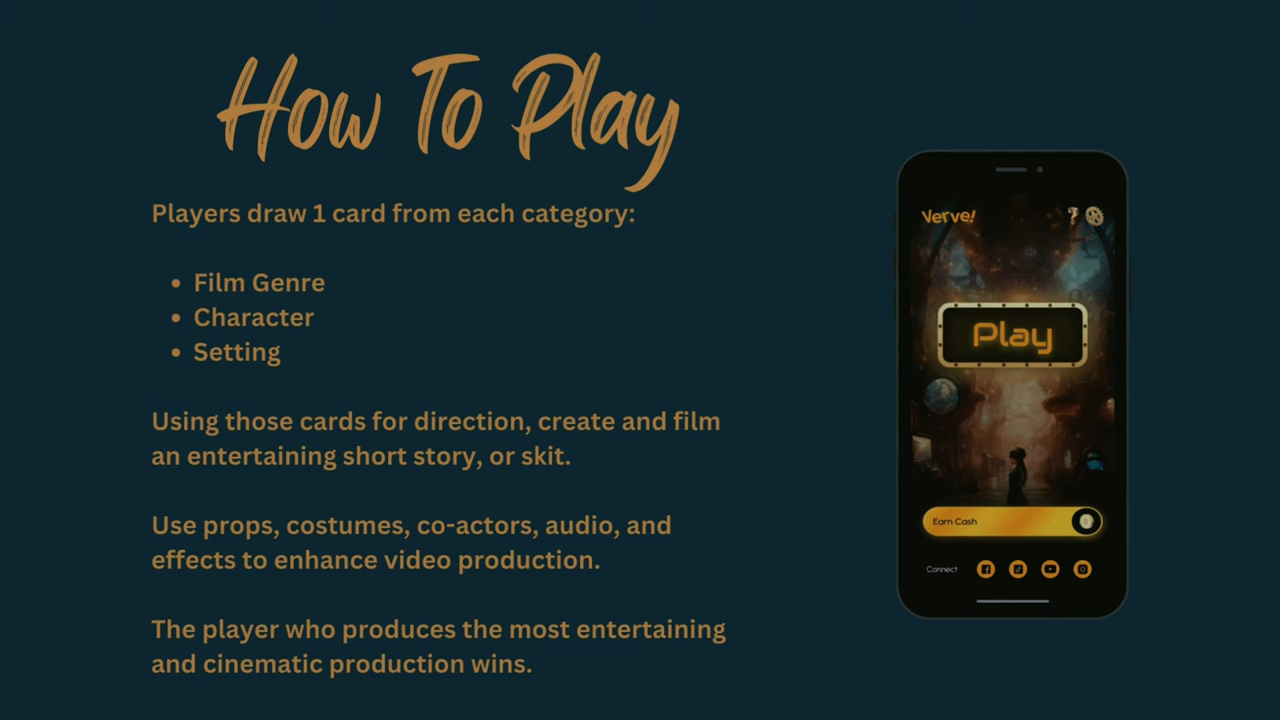 How To Play
Players draw 1 card from each category:
• Film Genre
• Character
• Setting
Using those cards for direction, create and film
an entertaining short story, or skit.
Use props, costumes, co-actors, audio, and
effects to enhance video production.
The player who produces the most entertaining
and cinematic production wins.
Verve!
?
Play
Earn Cash
Connect